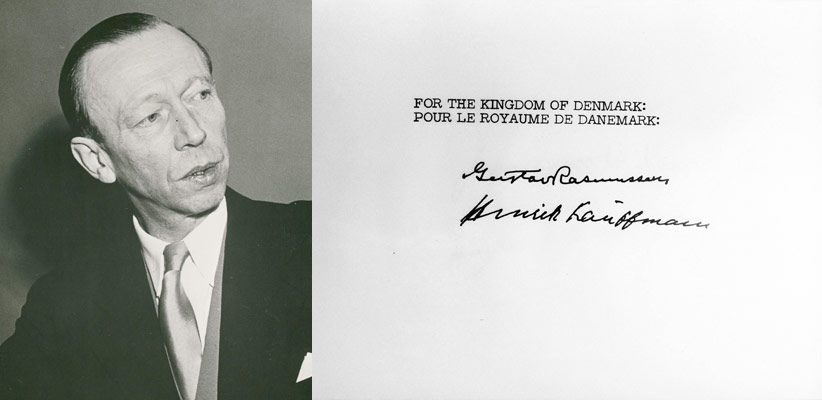 FOR THE KINGDOM OF DENMARK:
POUR LE ROYAUME DE DANEMARK:
Gustav Rasmussen
Henrik Kauffmann